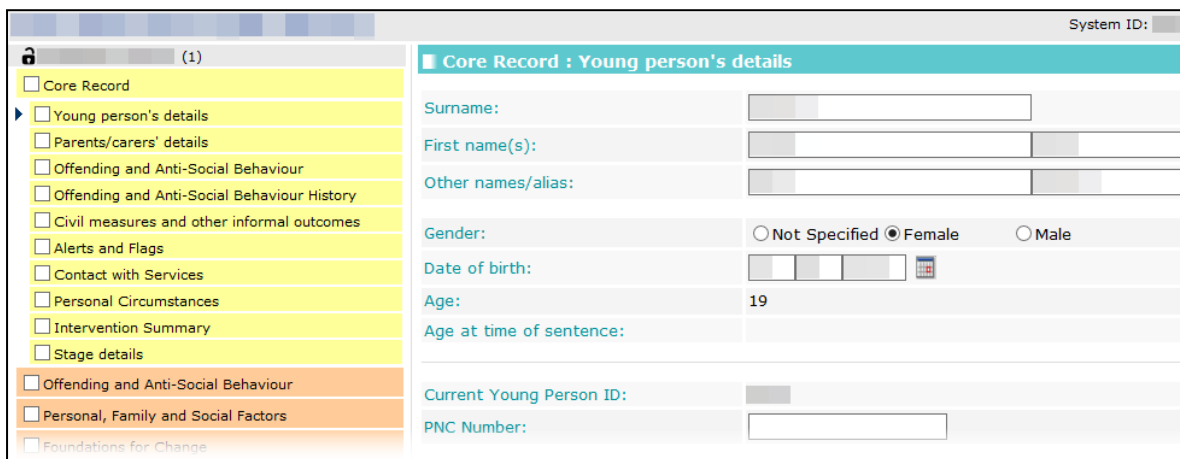 System ID:
(1)
Core Record
Young person's details
Parents/carers' details
Offending and Anti-Social Behaviour
Offending and Anti-Social Behaviour History
Civil measures and other informal outcomes
Alerts and Flags
Contact with Services
Personal Circumstances
Intervention Summary
Stage details
Offending and Anti-Social Behaviour
Personal, Family and Social Factors
Foundations for Change
Core Record : Young person's details
Surname:
First name(s):
Other names/alias:
Gender:
Not Specified Female Male
Date of birth:
Age:
19
Age at time of sentence:
Current Young Person ID:
PNC Number: